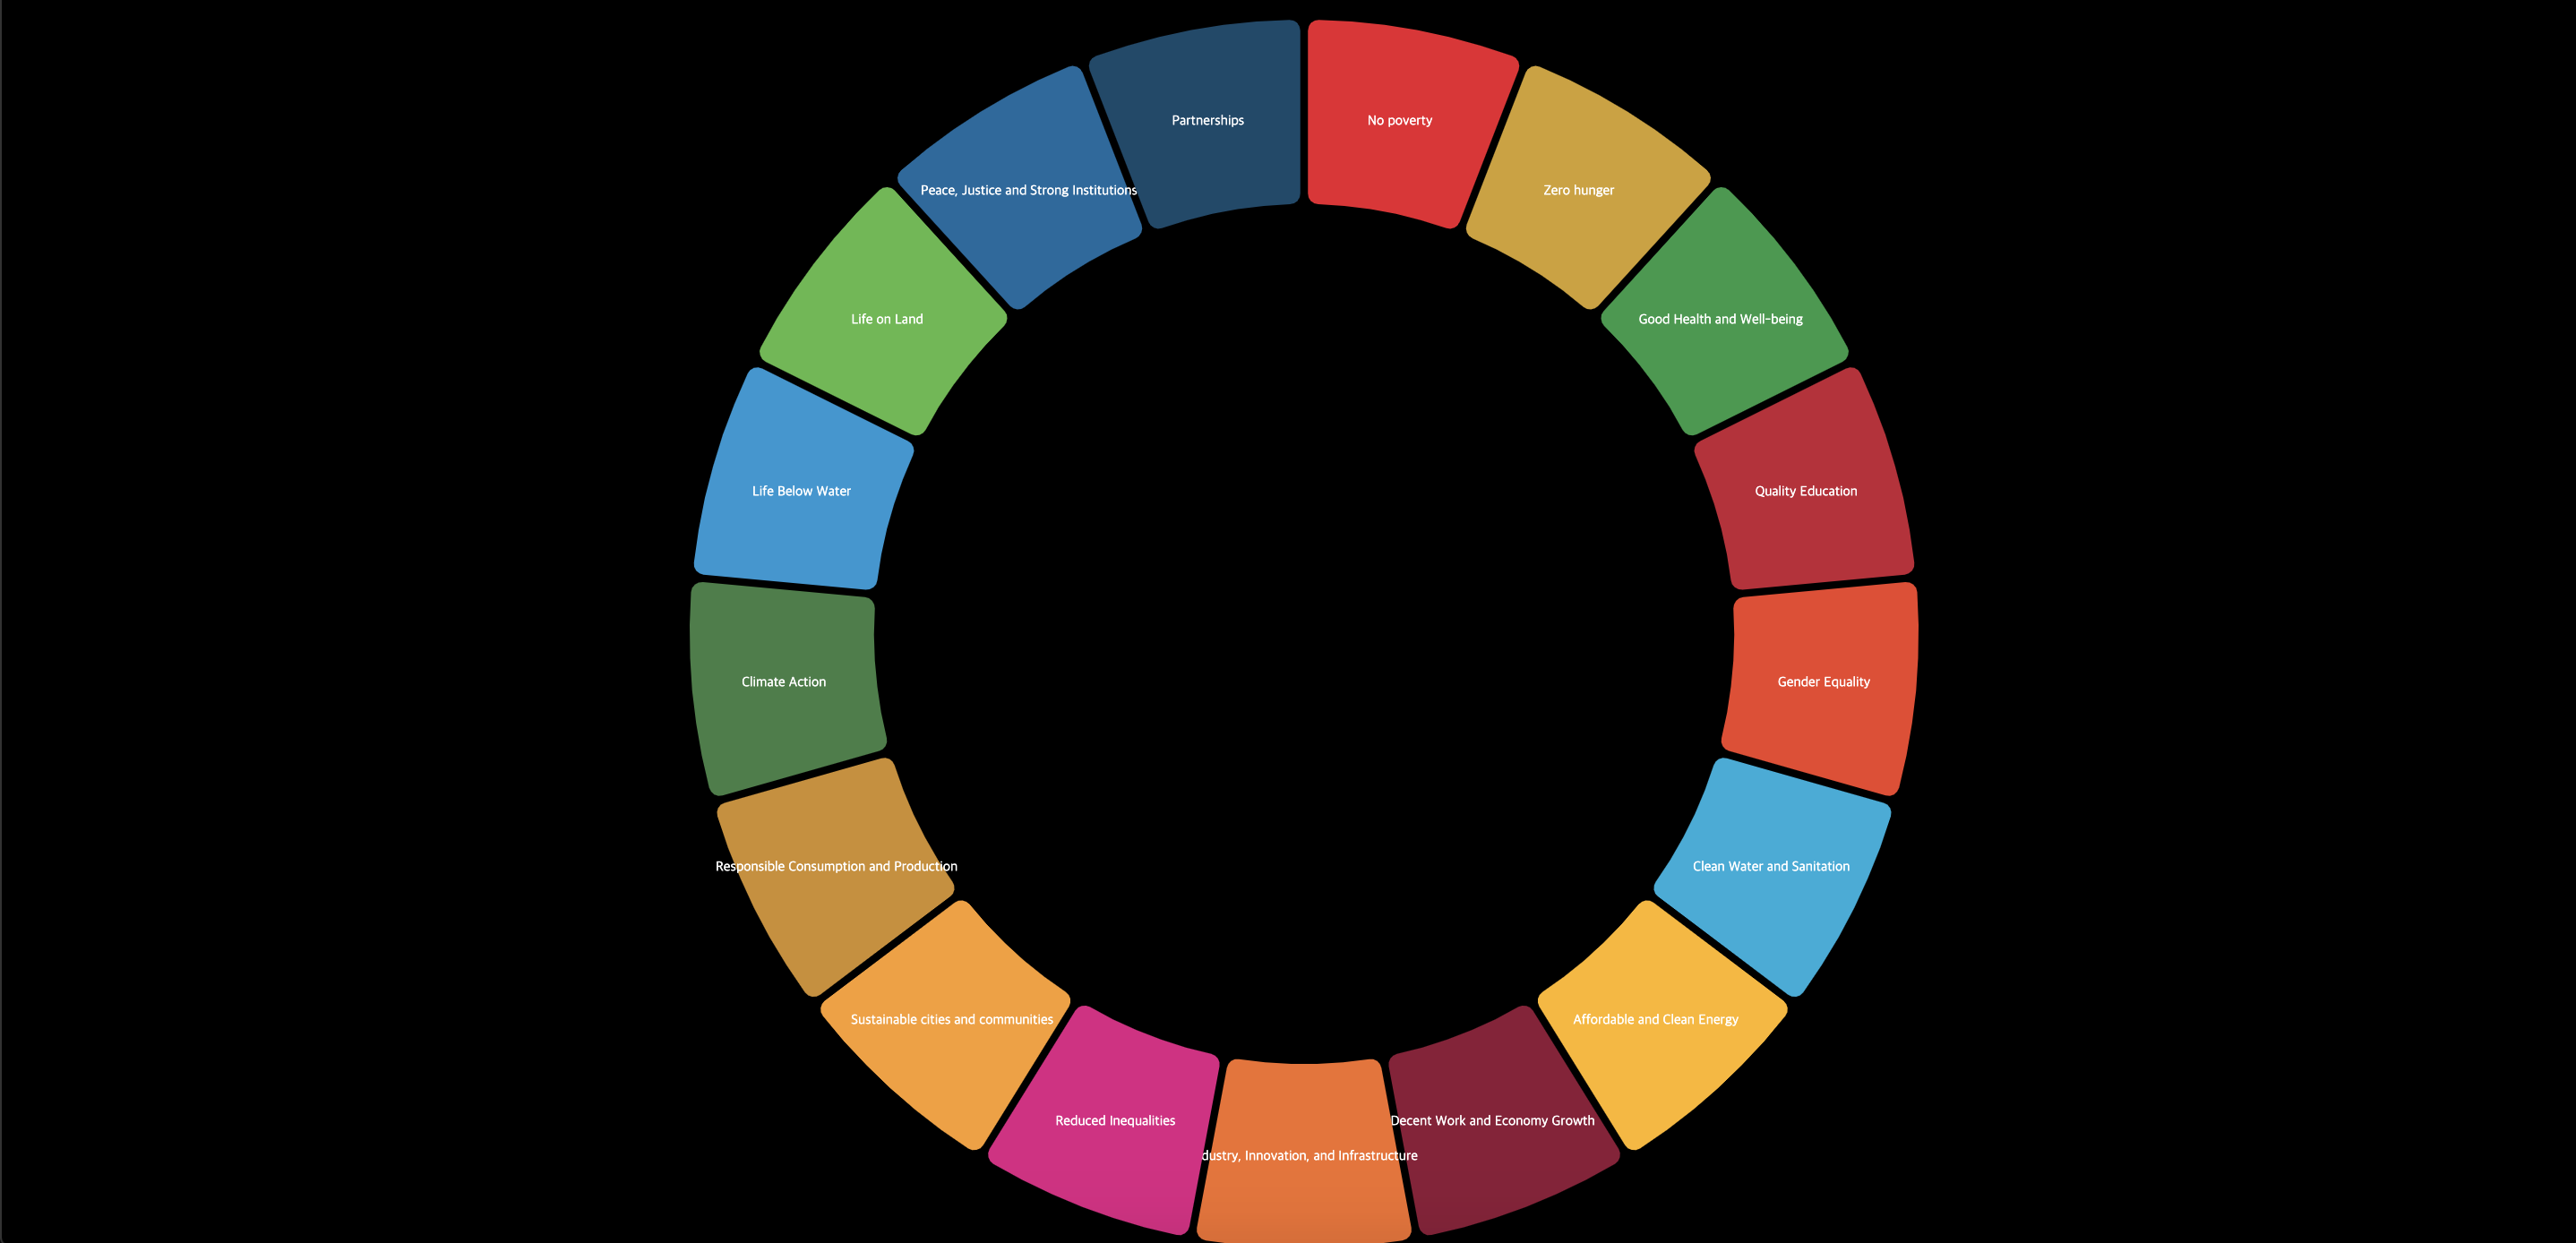 No poverty
Zero hunger
Good Health and Well-being
Quality Education
Gender Equality
Clean Water and Sanitation
Affordable and Clean Energy
Decent Work and Economy Growth
dustry, Innovation, and Infrastructure
Reduced Inequalities
Sustainable cities and communities
Responsible Consumption and Production
Climate Action
Life Below Water
Life on Land
Peace, Justice and Strong Institutions
Partnerships